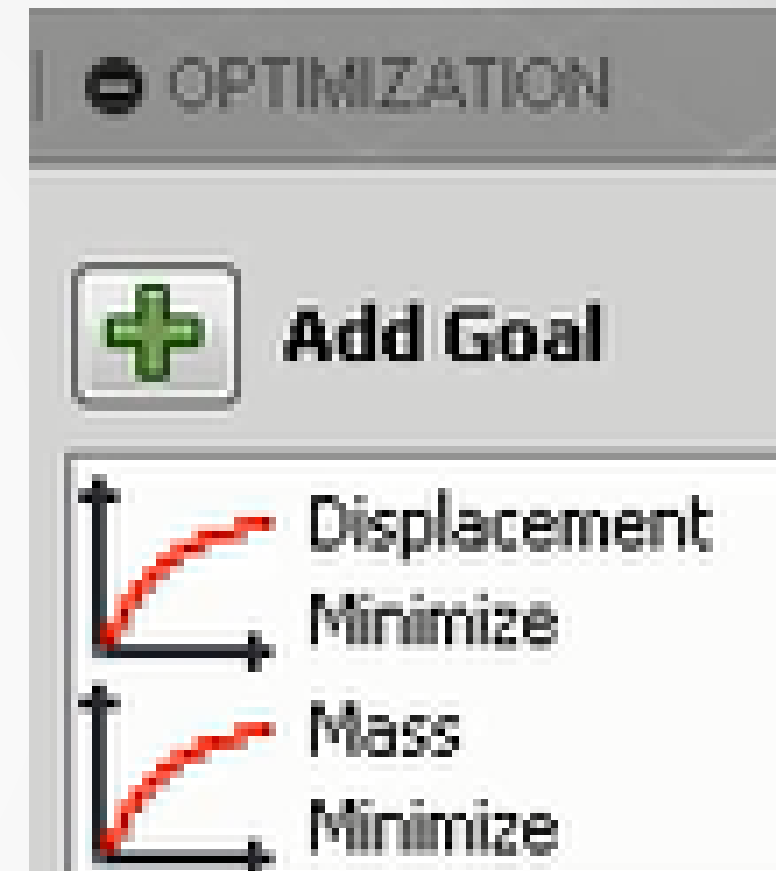 OPTIMIZATION
Add Goal
Displacement
Minimize
Mass
Minimize